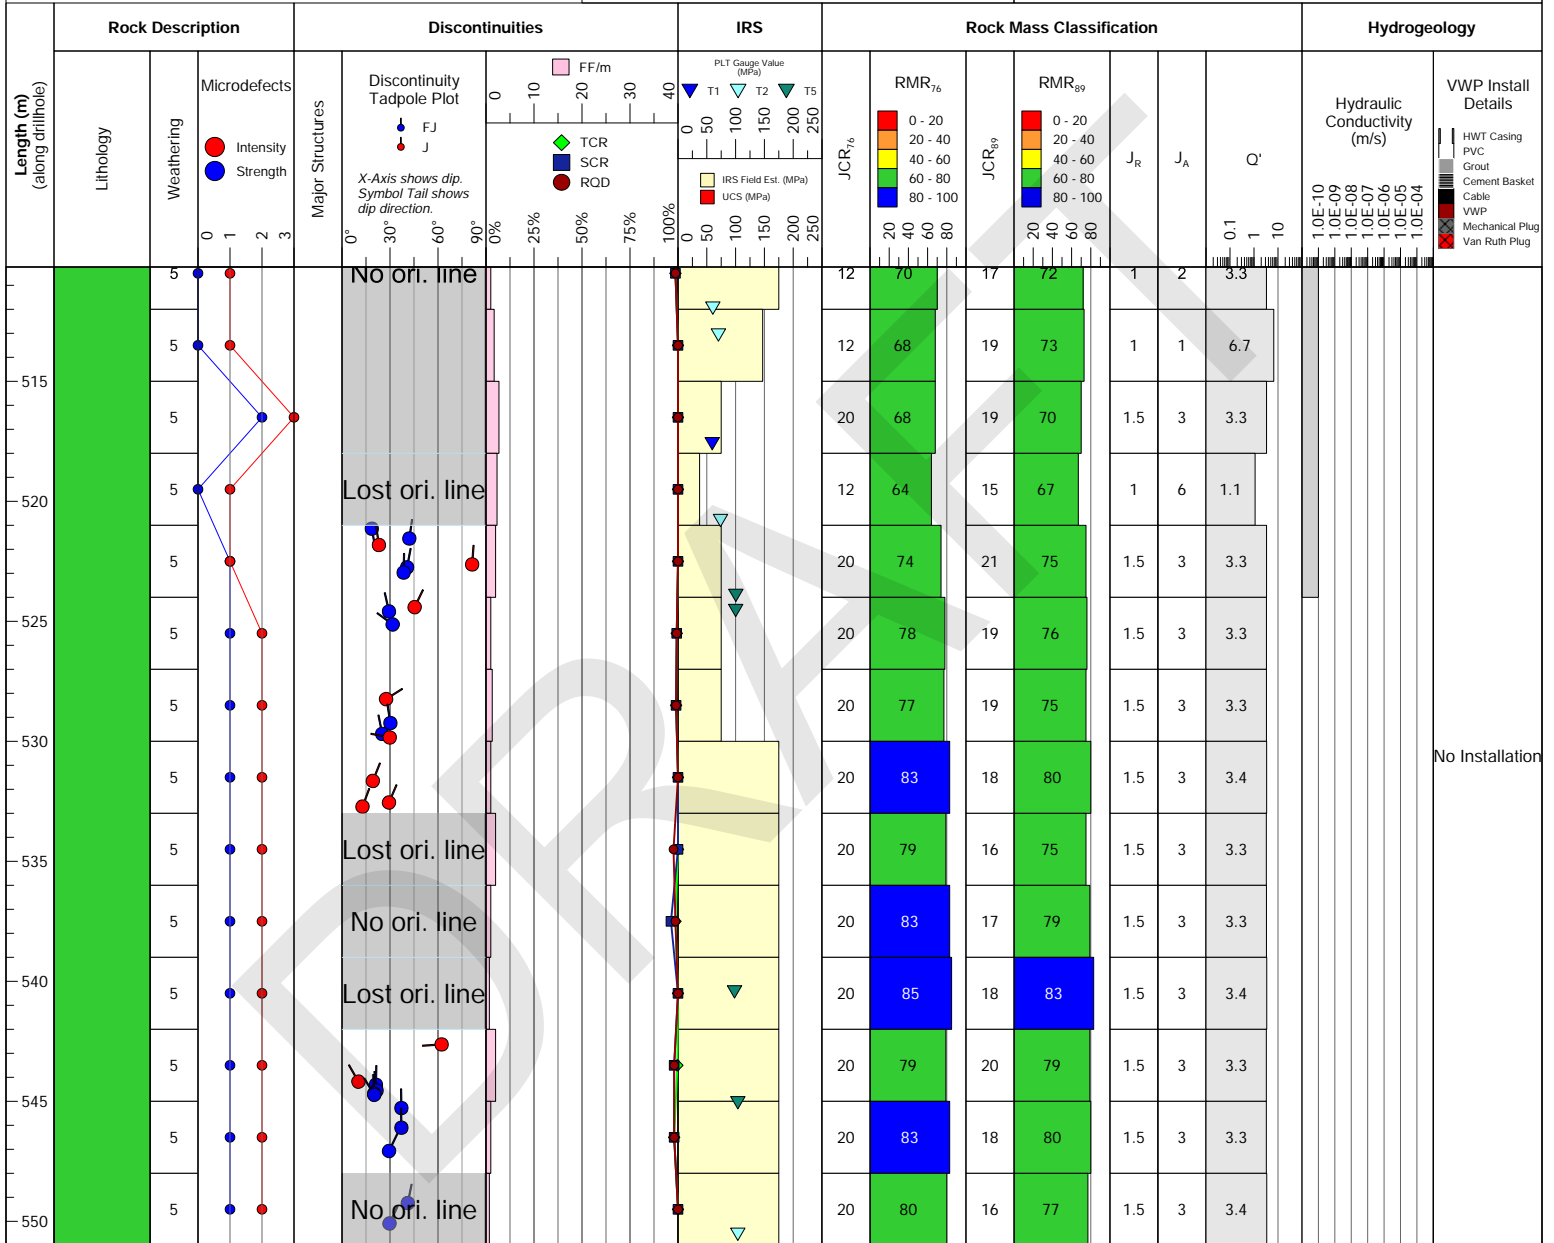 Rock Description
Discontinuities
IRS
Rock Mass Classification
Hydrogeology
Length (m)
(along drillhole)
Lithology
Weathering
Microdefects
Intensity
Strength
0 1 2 3
Major Structures
Discontinuity
Tadpole Plot
FJ
J
X-Axis shows dip.
Symbol Tail shows
dip direction.
0° 30° 60° 90°
FF/m
0 10 20 30 40
TCR
SCR
RQD
0% 25% 50% 75% 100%
PLT Gauge Value
(MPa)
T1 T2 T5
0 50 100 150 200 250
IRS Field Est. (MPa)
UCS (MPa)
0 50 100 150 200 250
JCR76
RMR76
0 - 20
20 - 40
40 - 60
60 - 80
80 - 100
20 40 60 80
JCR89
RMR89
0 - 20
20 - 40
40 - 60
60 - 80
80 - 100
20 40 60 80
JR
JA
Q'
0.1 1 10
Hydraulic
Conductivity
(m/s)
1.0E-10 1.0E-09 1.0E-08 1.0E-07 1.0E-06 1.0E-05 1.0E-04
VWP Install
Details
HWT Casing
PVC
Grout
Cement Basket
Cable
VWP
Mechanical Plug
Van Ruth Plug
5 No ori. line 12 70 17 72 1 2 3.3
5 12 68 19 73 1 1 6.7
515
5 20 68 19 70 1.5 3 3.3
520 5 Lost ori. line 12 64 15 67 1 6 1.1
5 20 74 21 75 1.5 3 3.3
525 5 20 78 19 76 1.5 3 3.3
5 20 77 19 75 1.5 3 3.3
530
No Installation
5 20 83 18 80 1.5 3 3.4
535 5 Lost ori. line 20 79 16 75 1.5 3 3.3
5 No ori. line 20 83 17 79 1.5 3 3.3
540 5 Lost ori. line 20 85 18 83 1.5 3 3.4
5 20 79 20 79 1.5 3 3.3
545
5 20 83 18 80 1.5 3 3.3
550 5 No ori. line 20 80 16 77 1.5 3 3.4
DRAFT